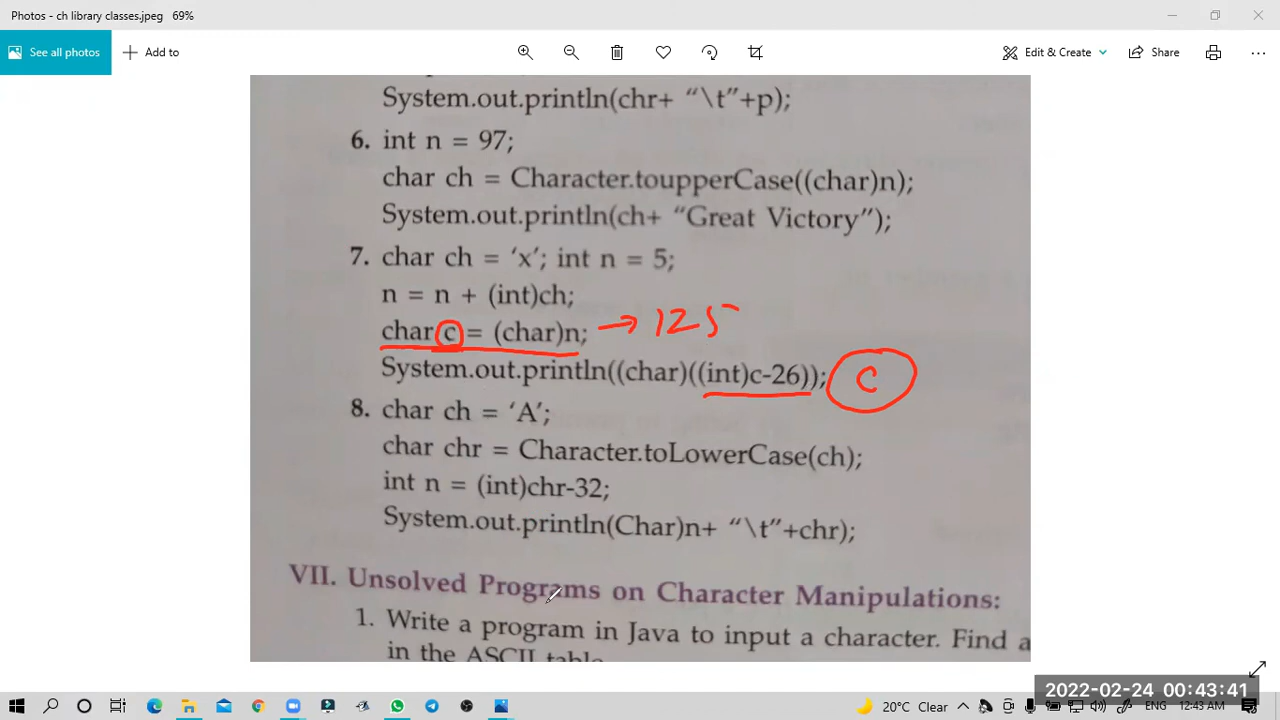 Photos - ch library classes.jpeg 69%
See all photos
Add to
Edit & Create
Share
System.out.println(chr+ “\t”+p);
6. int n = 97;
char ch = Character.toupperCase((char)n);
System.out.println(ch+ “Great Victory”);
7. char ch = ‘x’; int n = 5;
n = n + (int)ch;
char c = (char)n; → 125
System.out.println((char)((int)c-26)); c
8. char ch = ‘A’;
char chr = Character.toLowerCase(ch);
int n = (int)chr-32;
System.out.println(Char)n+ “\t”+chr);
VII. Unsolved Programs on Character Manipulations:
1. Write a program in Java to input a character. Find a
in the ASCII table
2022-02-24 00:43:41
20°C Clear
ENG
12:43 AM